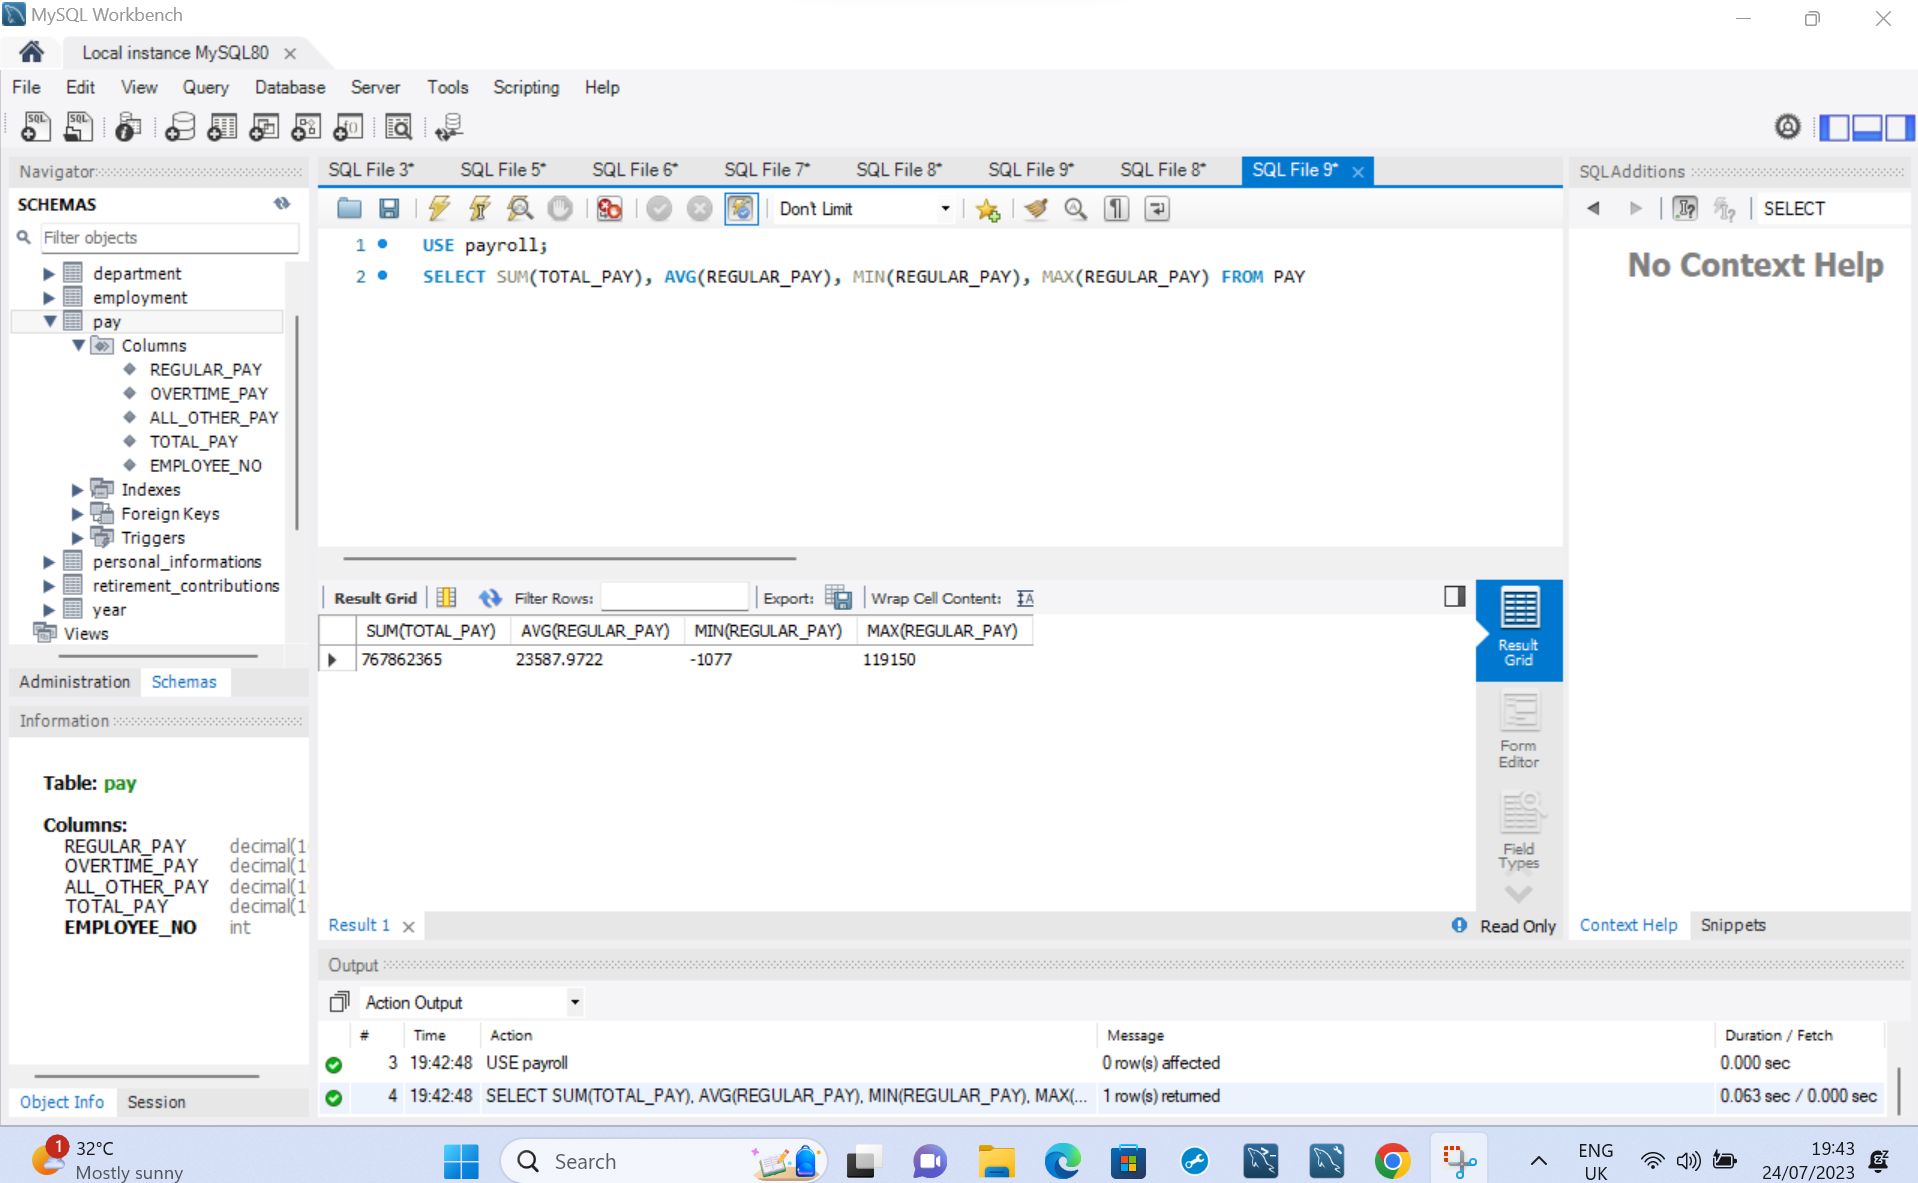 MySQL Workbench
Local instance MySQL80
File Edit View Query Database Server Tools Scripting Help
Navigator
SCHEMAS
Filter objects
department
employment
pay
Columns
REGULAR_PAY
OVERTIME_PAY
ALL_OTHER_PAY
TOTAL_PAY
EMPLOYEE_NO
Indexes
Foreign Keys
Triggers
personal_informations
retirement_contributions
year
Views
Administration Schemas
Information
Table: pay
Columns:
REGULAR_PAY decimal(1
OVERTIME_PAY decimal(1
ALL_OTHER_PAY decimal(1
TOTAL_PAY decimal(1
EMPLOYEE_NO int
Object Info Session
SQL File 3* SQL File 5* SQL File 6* SQL File 7* SQL File 8* SQL File 9* SQL File 8* SQL File 9*
Don't Limit
1 USE payroll;
2 SELECT SUM(TOTAL_PAY), AVG(REGULAR_PAY), MIN(REGULAR_PAY), MAX(REGULAR_PAY) FROM PAY
Result Grid Filter Rows: Export: Wrap Cell Content:
SUM(TOTAL_PAY) AVG(REGULAR_PAY) MIN(REGULAR_PAY) MAX(REGULAR_PAY)
767862365 23587.9722 -1077 119150
Result
Grid
Form
Editor
Field
Types
Result 1
Read Only
SQLAdditions
SELECT
No Context Help
Context Help Snippets
Output
Action Output
# Time Action Message Duration / Fetch
3 19:42:48 USE payroll 0 row(s) affected 0.000 sec
4 19:42:48 SELECT SUM(TOTAL_PAY), AVG(REGULAR_PAY), MIN(REGULAR_PAY), MAX(... 1 row(s) returned 0.063 sec / 0.000 sec
1
32°C
Mostly sunny
Search
ENG
UK
19:43
24/07/2023